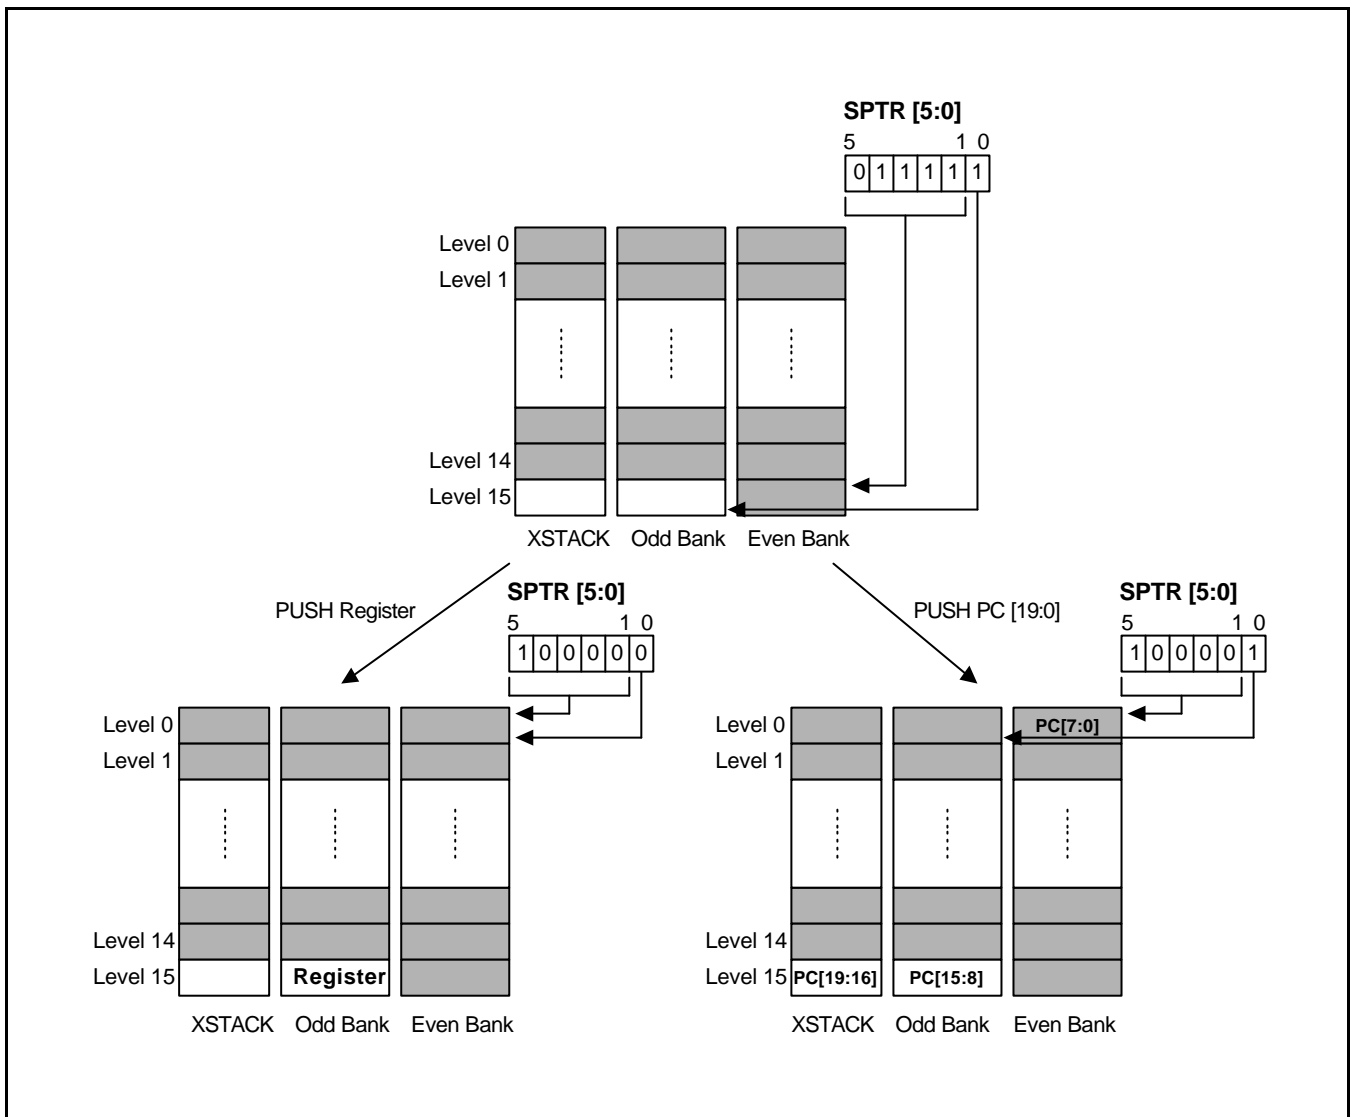 SPTR [5:0]
5 1 0
0 1 1 1 1 1
Level 0
Level 1
Level 14
Level 15
XSTACK Odd Bank Even Bank
PUSH Register
SPTR [5:0]
5 1 0
1 0 0 0 0 0
Level 0
Level 1
Level 14
Level 15 Register
XSTACK Odd Bank Even Bank
PUSH PC [19:0]
SPTR [5:0]
5 1 0
1 0 0 0 0 1
Level 0 PC[7:0]
Level 1
Level 14
Level 15 PC[19:16] PC[15:8]
XSTACK Odd Bank Even Bank